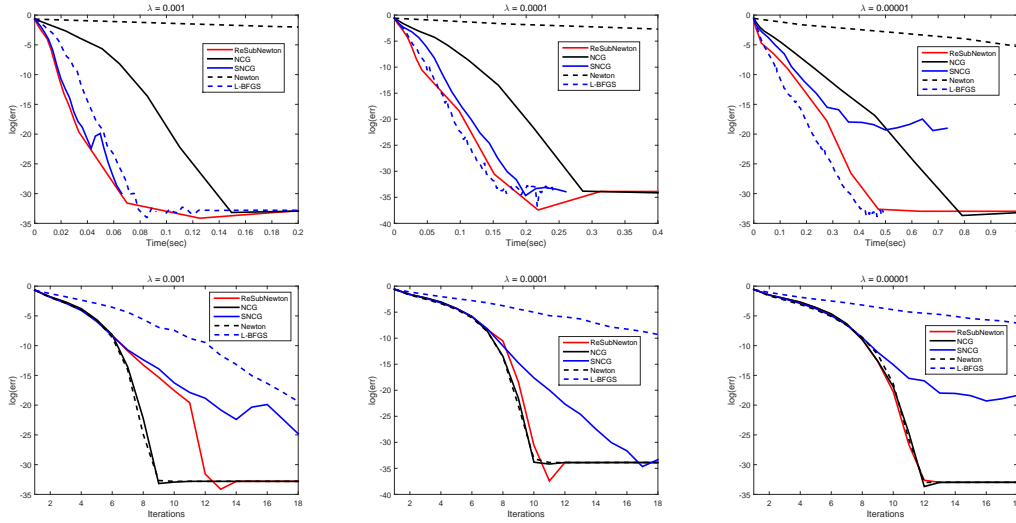 λ = 0.001
log(err)
0
-5
-10
-15
-20
-25
-30
-35
ReSubNewton
NCG
SNCG
Newton
L-BFGS
0 0.02 0.04 0.06 0.08 0.1 0.12 0.14 0.16 0.18 0.2
Time(sec)
λ = 0.0001
log(err)
0
-5
-10
-15
-20
-25
-30
-35
-40
ReSubNewton
NCG
SNCG
Newton
L-BFGS
0 0.05 0.1 0.15 0.2 0.25 0.3 0.35 0.4
Time(sec)
λ = 0.00001
log(err)
0
-5
-10
-15
-20
-25
-30
-35
ReSubNewton
NCG
SNCG
Newton
L-BFGS
0 0.1 0.2 0.3 0.4 0.5 0.6 0.7 0.8 0.9
Time(sec)
λ = 0.001
log(err)
0
-5
-10
-15
-20
-25
-30
-35
ReSubNewton
NCG
SNCG
Newton
L-BFGS
2 4 6 8 10 12 14 16 18
Iterations
λ = 0.0001
log(err)
0
-5
-10
-15
-20
-25
-30
-35
-40
ReSubNewton
NCG
SNCG
Newton
L-BFGS
2 4 6 8 10 12 14 16 18
Iterations
λ = 0.00001
log(err)
0
-5
-10
-15
-20
-25
-30
-35
ReSubNewton
NCG
SNCG
Newton
L-BFGS
2 4 6 8 10 12 14 16
Iterations